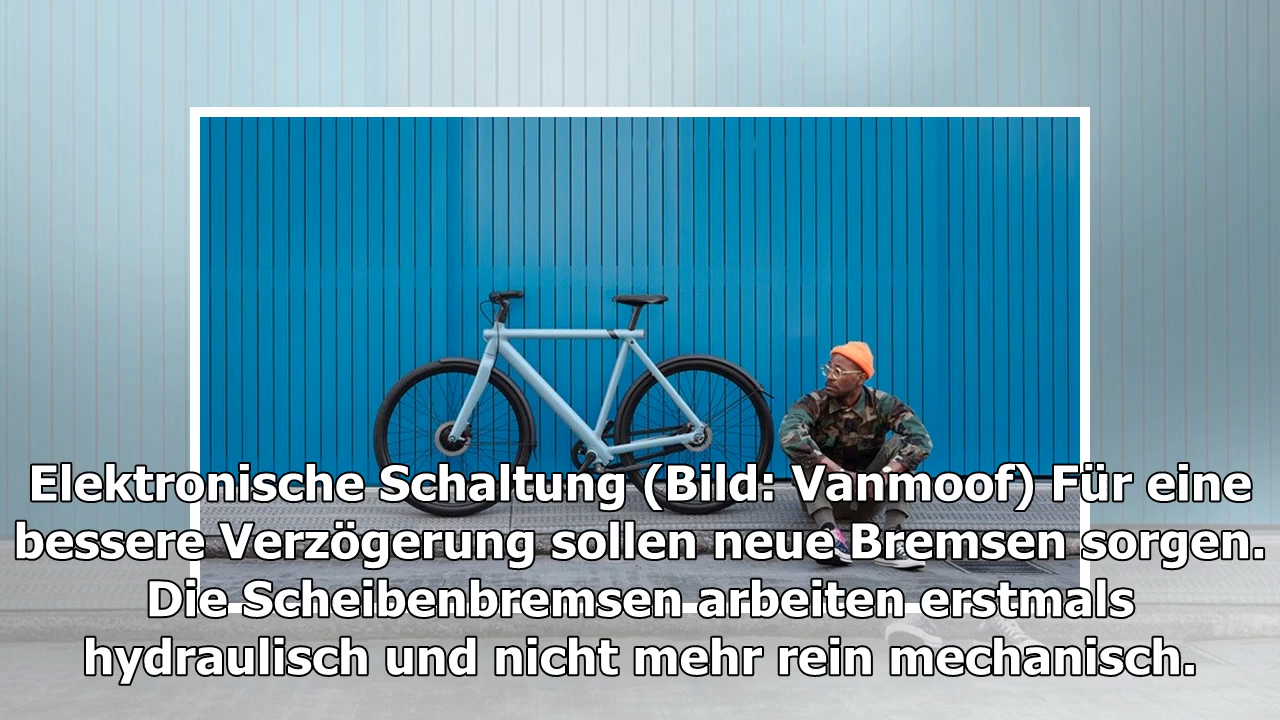 Elektronische Schaltung (Bild: Vanmoof) Für eine
bessere Verzögerung sollen neue Bremsen sorgen.
Die Scheibenbremsen arbeiten erstmals
hydraulisch und nicht mehr rein mechanisch.